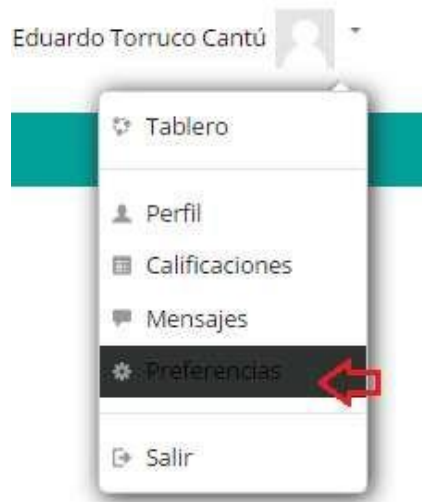 Eduardo Torruco Cantú
Tablero
Perfil
Calificaciones
Mensajes
Preferencias
Salir